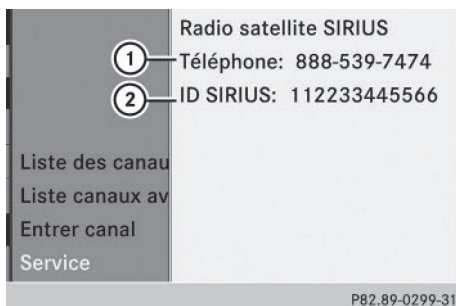 Radio satellite SIRIUS
1 Téléphone: 888-539-7474
2 ID SIRIUS: 112233445566
Liste des canau
Liste canaux av
Entrer canal
Service
P82.89-0299-31